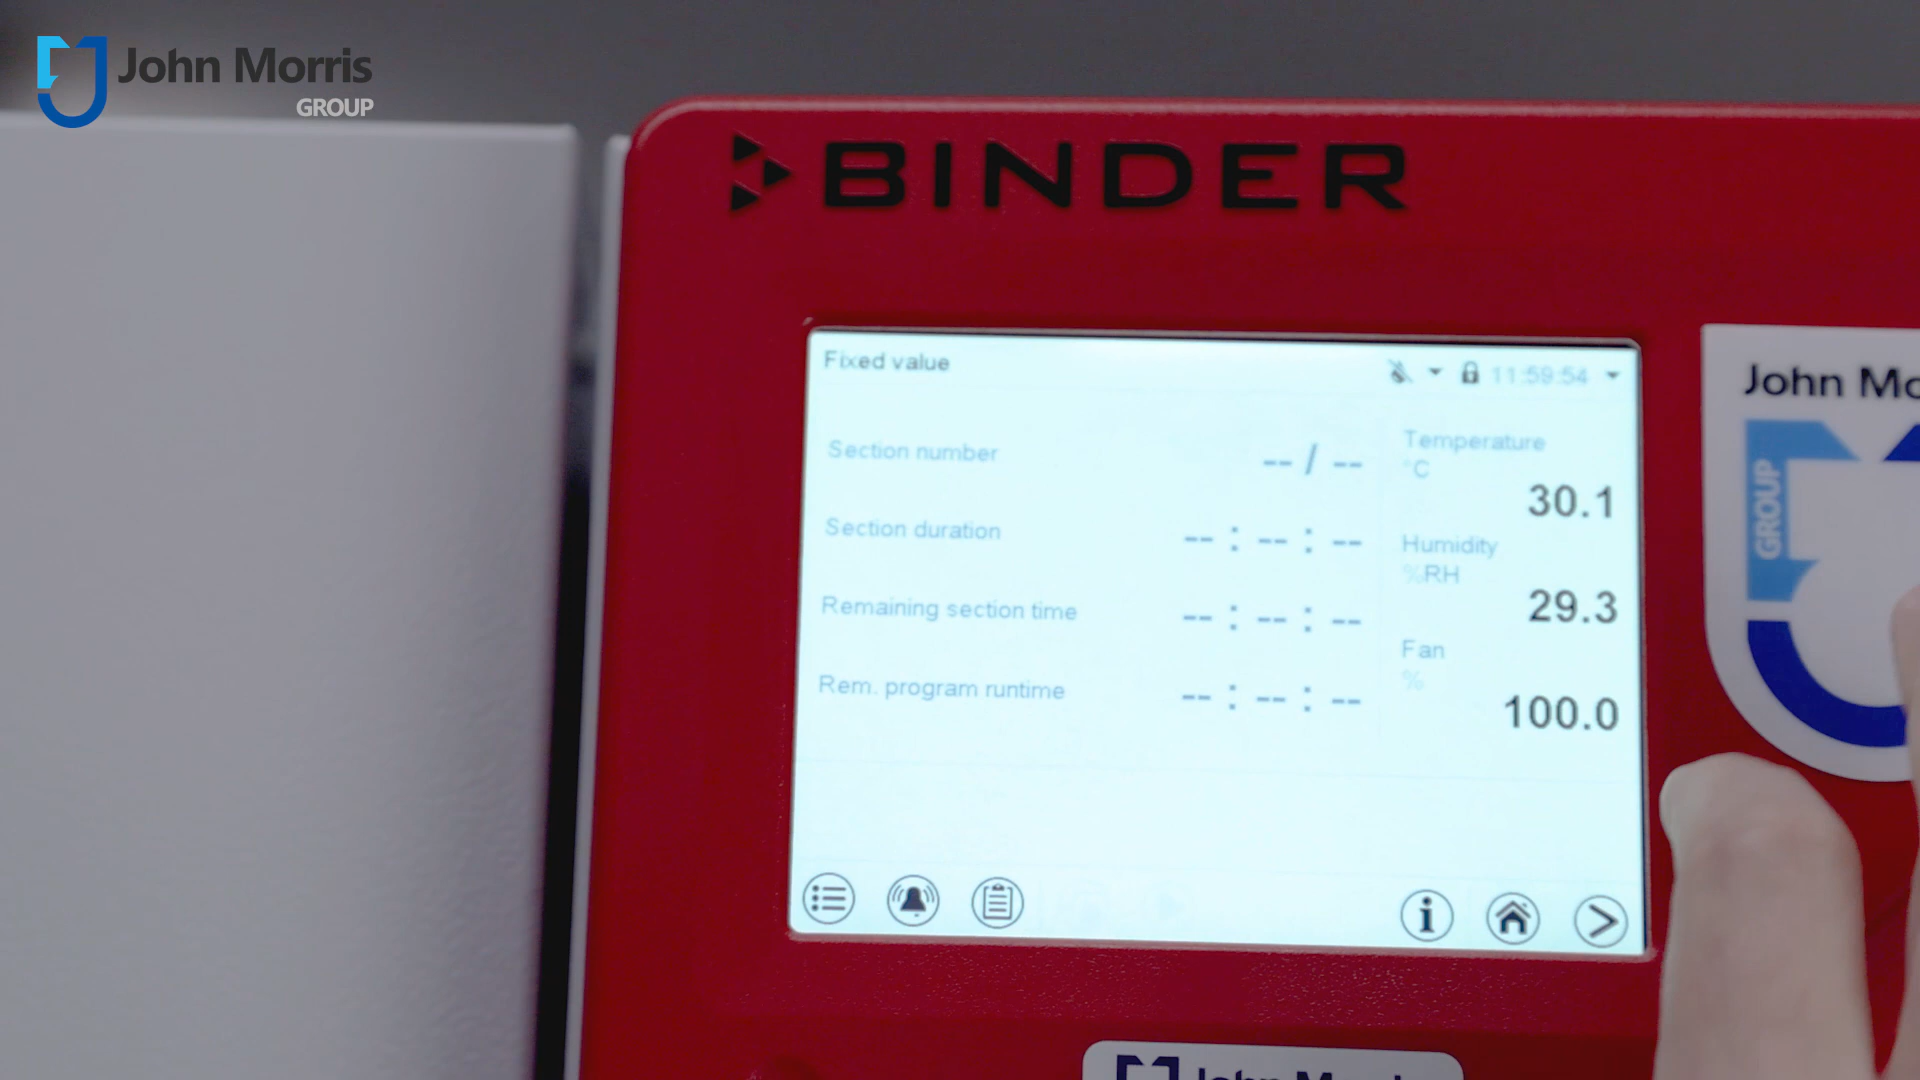 John Morris
GROUP
BINDER
Fixed value
11:59:54
Section number -- / --
Section duration -- : -- : --
Remaining section time -- : -- : --
Rem. program runtime -- : -- : --
Temperature
°C
30.1
Humidity
%RH
29.3
Fan
%
100.0
John Mo
GROUP